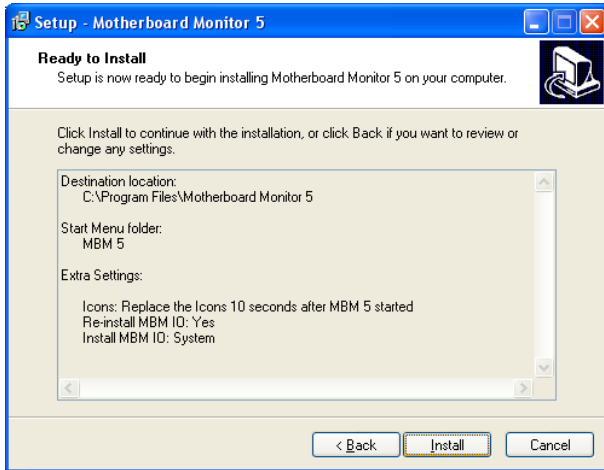 Setup - Motherboard Monitor 5
Ready to Install
Setup is now ready to begin installing Motherboard Monitor 5 on your computer.
Click Install to continue with the installation, or click Back if you want to review or
change any settings.
Destination location:
C:\Program Files\Motherboard Monitor 5
Start Menu folder:
MBM 5
Extra Settings:
Icons: Replace the Icons 10 seconds after MBM 5 started
Re-install MBM IO: Yes
Install MBM IO: System
< Back
Install
Cancel